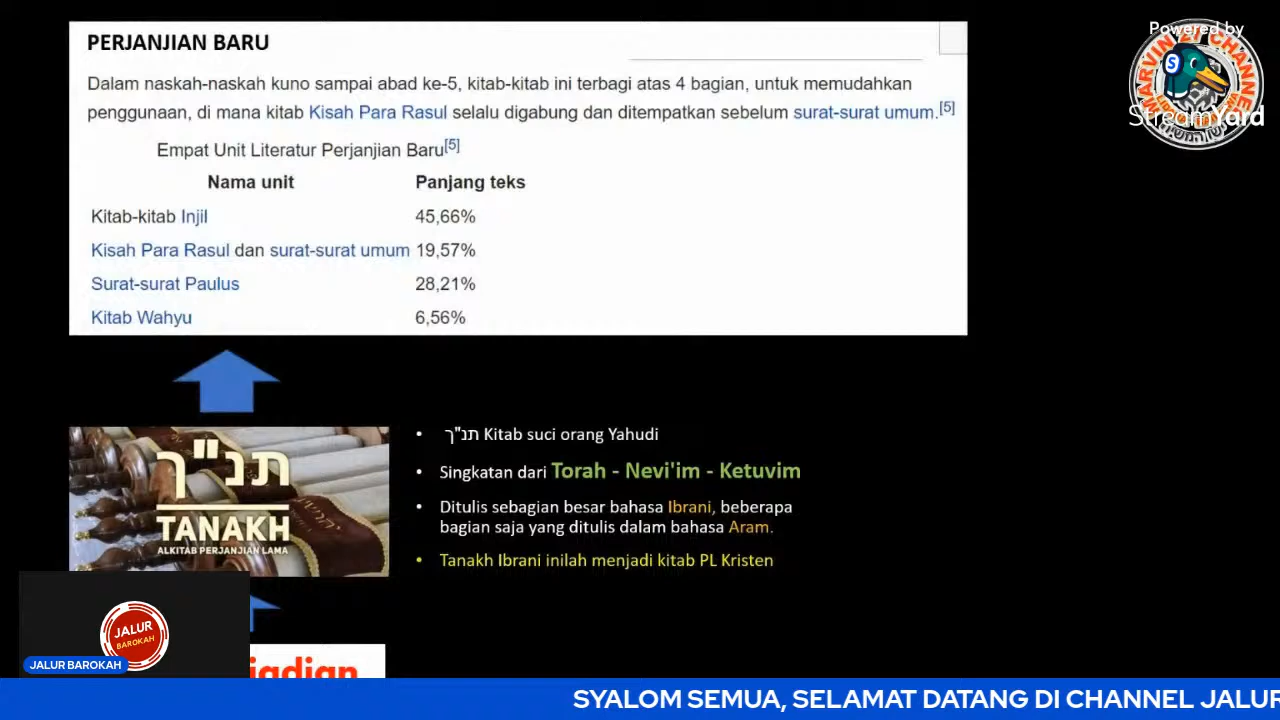 PERJANJIAN BARU
Dalam naskah-naskah kuno sampai abad ke-5, kitab-kitab ini terbagi atas 4 bagian, untuk memudahkan
penggunaan, di mana kitab Kisah Para Rasul selalu digabung dan ditempatkan sebelum surat-surat umum.[5]
Empat Unit Literatur Perjanjian Baru[5]
Nama unit Panjang teks
Kitab-kitab Injil 45,66%
Kisah Para Rasul dan surat-surat umum 19,57%
Surat-surat Paulus 28,21%
Kitab Wahyu 6,56%
Powered by
StreamYard
MARVIN ZJ CHANNEL
S
תנ"ך
TANAKH
ALKITAB PERJANJIAN LAMA
• תנ"ך Kitab suci orang Yahudi
• Singkatan dari Torah - Nevi'im - Ketuvim
• Ditulis sebagian besar bahasa Ibrani, beberapa
bagian saja yang ditulis dalam bahasa Aram.
• Tanakh Ibrani inilah menjadi kitab PL Kristen
JALUR
BAROKAH
JALUR BAROKAH
SYALOM SEMUA, SELAMAT DATANG DI CHANNEL JALUR